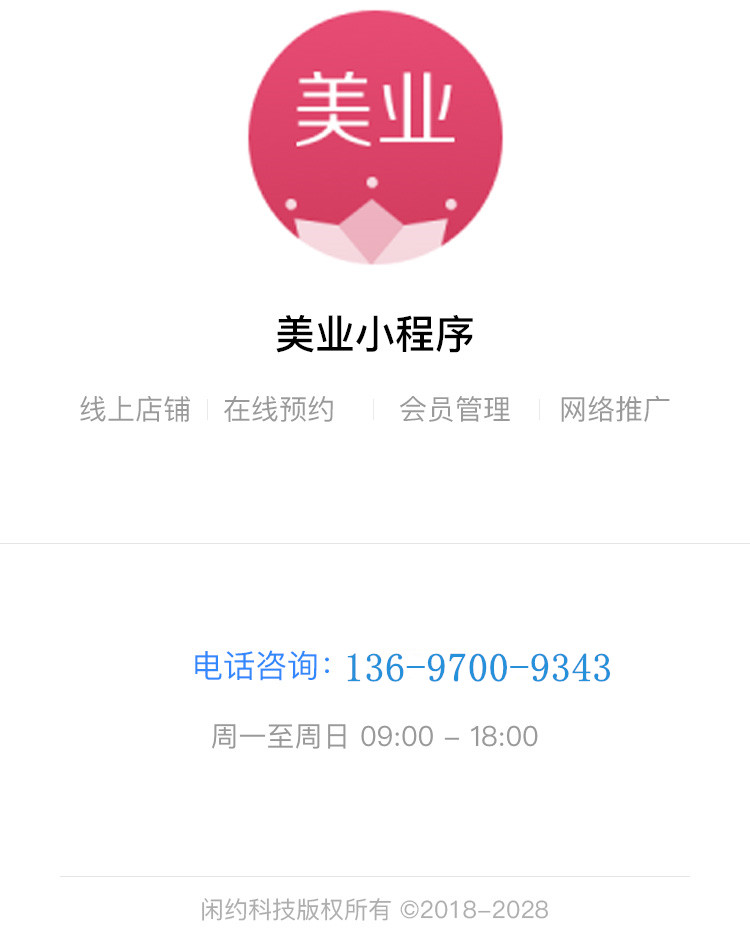 美业
美业小程序
线上店铺 在线预约 会员管理 网络推广
电话咨询：136-9700-9343
周一至周日 09:00 - 18:00
闲约科技版权所有 ©2018-2028